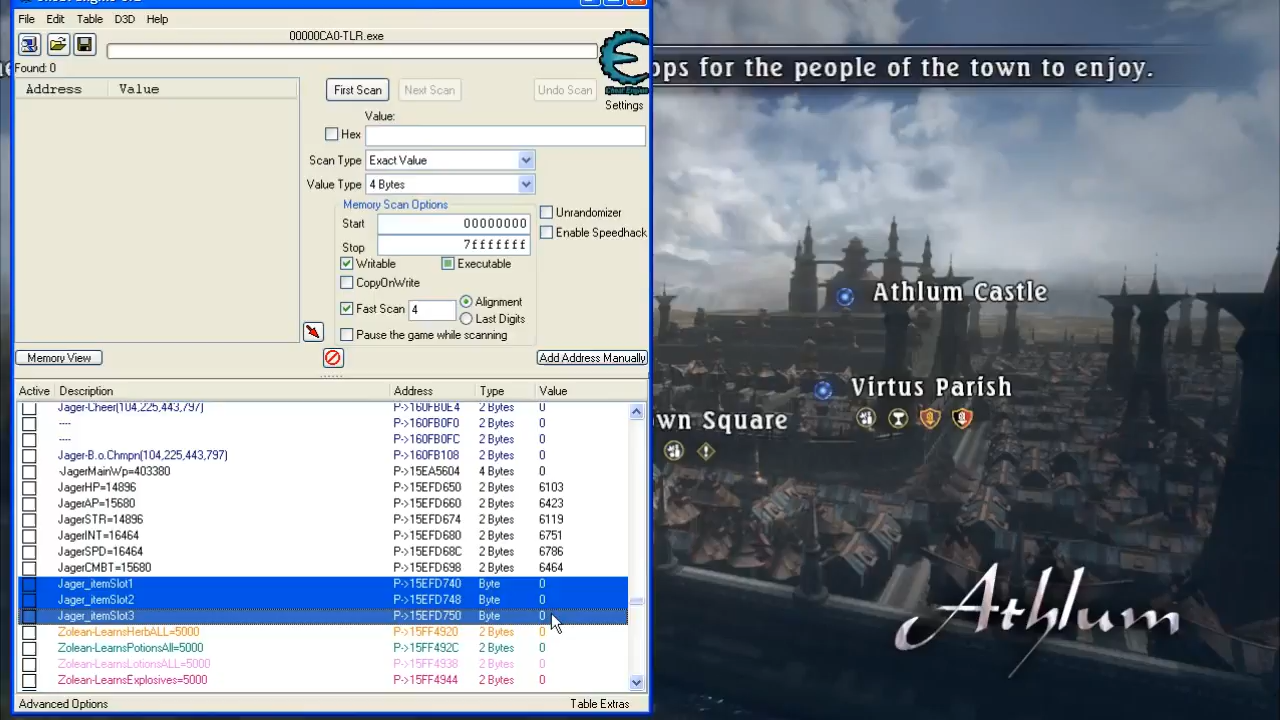 File Edit Table D3D Help
00000CA0-TLR.exe
Found: 0
Address Value
First Scan Next Scan Undo Scan
Settings
Value:
Hex
Scan Type Exact Value
Value Type 4 Bytes
Memory Scan Options
Start 00000000
Stop 7fffffff
Unrandomizer
Enable Speedhack
Writable Executable
CopyOnWrite
Fast Scan 4 Alignment
Last Digits
Pause the game while scanning
Memory View Add Address Manually
Active Description Address Type Value
Jager-Cheer(104,225,443,797) P->160FB0E4 2 Bytes 0
---- P->160FB0F0 2 Bytes 0
---- P->160FB0FC 2 Bytes 0
Jager-B.o.Chmpn(104,225,443,797) P->160FB108 2 Bytes 0
-JagerMainWp=403380 P->15EA5604 4 Bytes 0
JagerHP=14896 P->15EFD650 2 Bytes 6103
JagerAP=15680 P->15EFD660 2 Bytes 6423
JagerSTR=14896 P->15EFD674 2 Bytes 6119
JagerINT=16464 P->15EFD680 2 Bytes 6751
JagerSPD=16464 P->15EFD68C 2 Bytes 6786
JagerCMBT=15680 P->15EFD698 2 Bytes 6464
Jager_itemSlot1 P->15EFD740 Byte 0
Jager_itemSlot2 P->15EFD748 Byte 0
Jager_itemSlot3 P->15EFD750 Byte 0
Zolean-LearnsHerbALL=5000 P->15FF4920 2 Bytes 0
Zolean-LearnsPotionsAll=5000 P->15FF492C 2 Bytes 0
Zolean-LearnsLotionsALL=5000 P->15FF4938 2 Bytes 0
Zolean-LearnsExplosives=5000 P->15FF4944 2 Bytes 0
Advanced Options Table Extras
ops for the people of the town to enjoy.
Athlum Castle
Virtus Parish
wn Square
Athlum